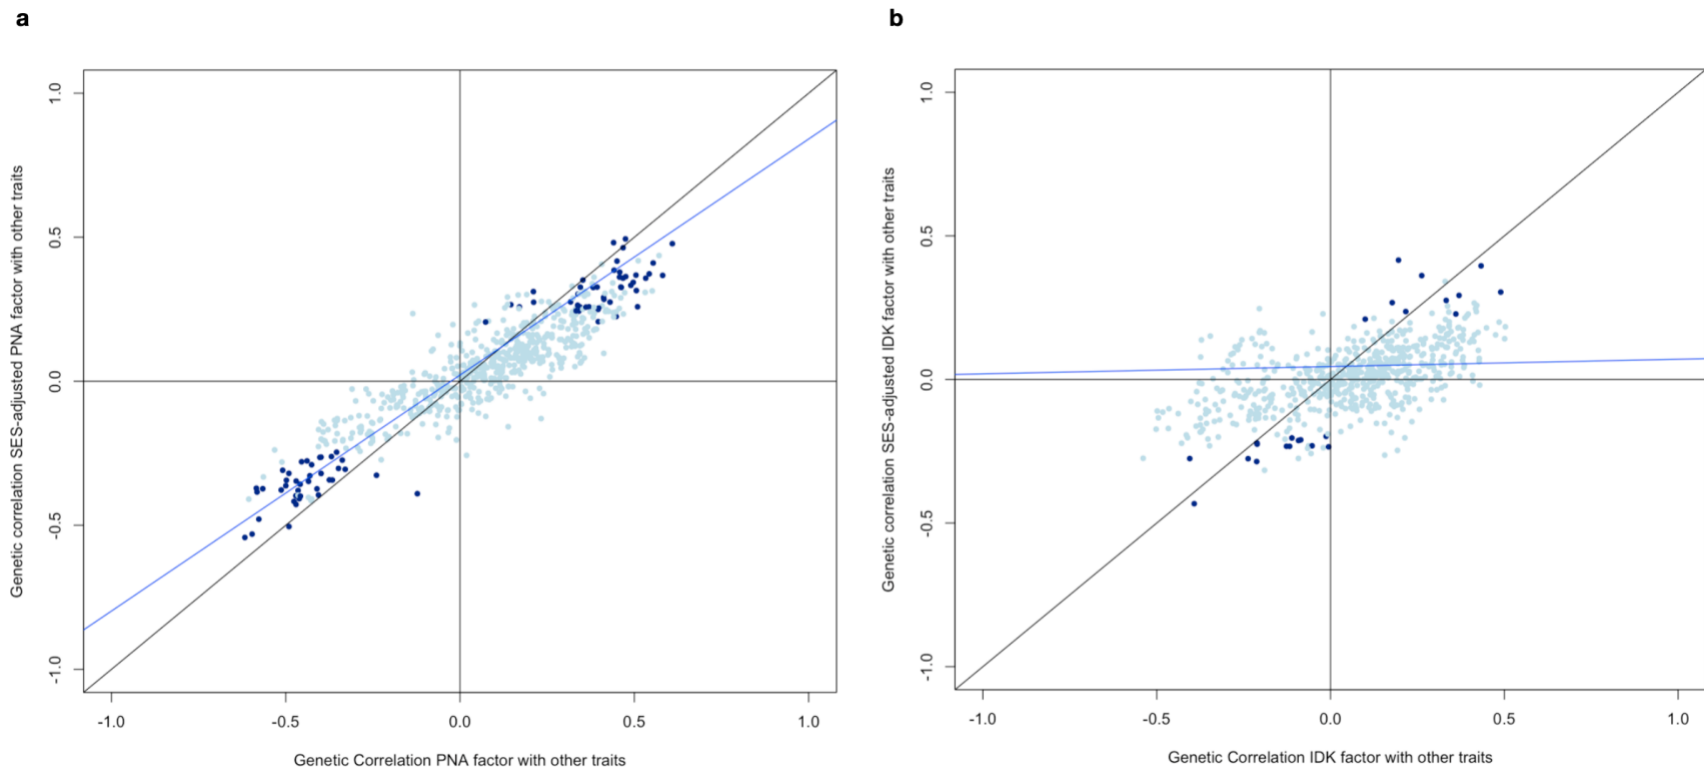 a
Genetic correlation SES-adjusted PNA factor with other traits
1.0
0.5
0.0
-0.5
-1.0
-1.0 -0.5 0.0 0.5 1.0
Genetic Correlation PNA factor with other traits
b
Genetic correlation SES-adjusted IDK factor with other traits
1.0
0.5
0.0
-0.5
-1.0
-1.0 -0.5 0.0 0.5 1.0
Genetic Correlation IDK factor with other traits